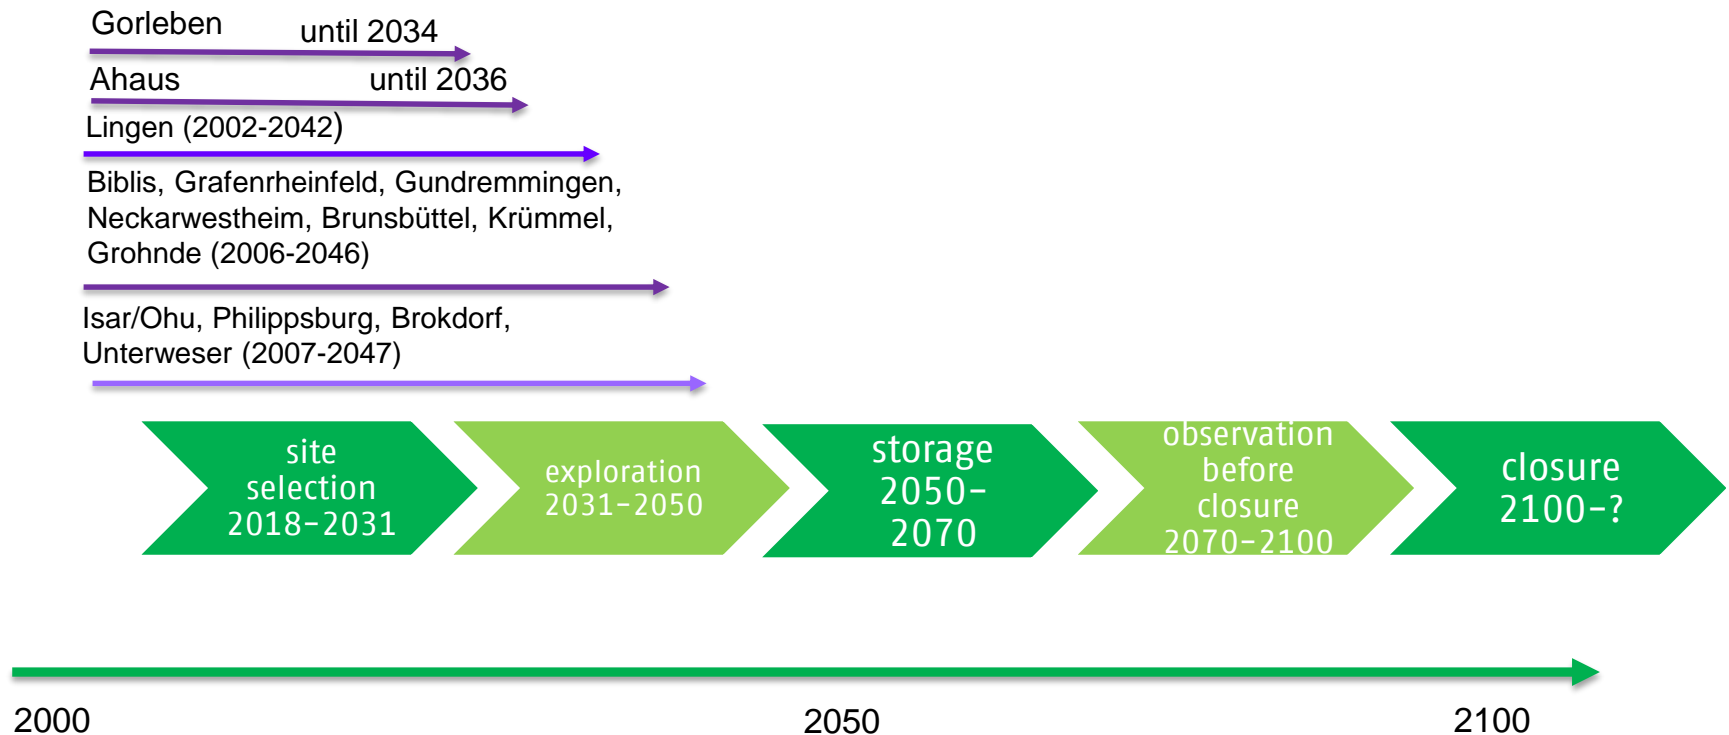 Gorleben until 2034
Ahaus until 2036
Lingen (2002-2042)
Biblis, Grafenrheinfeld, Gundremmingen,
Neckarwestheim, Brunsbüttel, Krümmel,
Grohnde (2006-2046)
Isar/Ohu, Philippsburg, Brokdorf,
Unterweser (2007-2047)
site
selection
2018–2031
exploration
2031–2050
storage
2050–
2070
observation
before
closure
2070–2100
closure
2100–?
2000
2050
2100